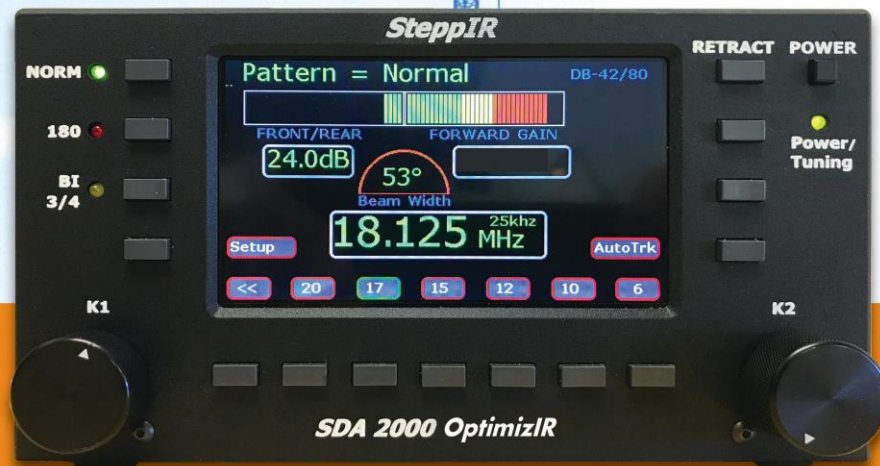 SteppIR
RETRACT POWER
NORM
180
BI
3/4
Power/
Tuning
Pattern = Normal
DB-42/80
FRONT/REAR
FORWARD GAIN
24.0dB
53°
Beam Width
18.125 25khz
MHz
Setup
AutoTrk
<< 20 17 15 12 10 6
K1
K2
SDA 2000 OptimizIR